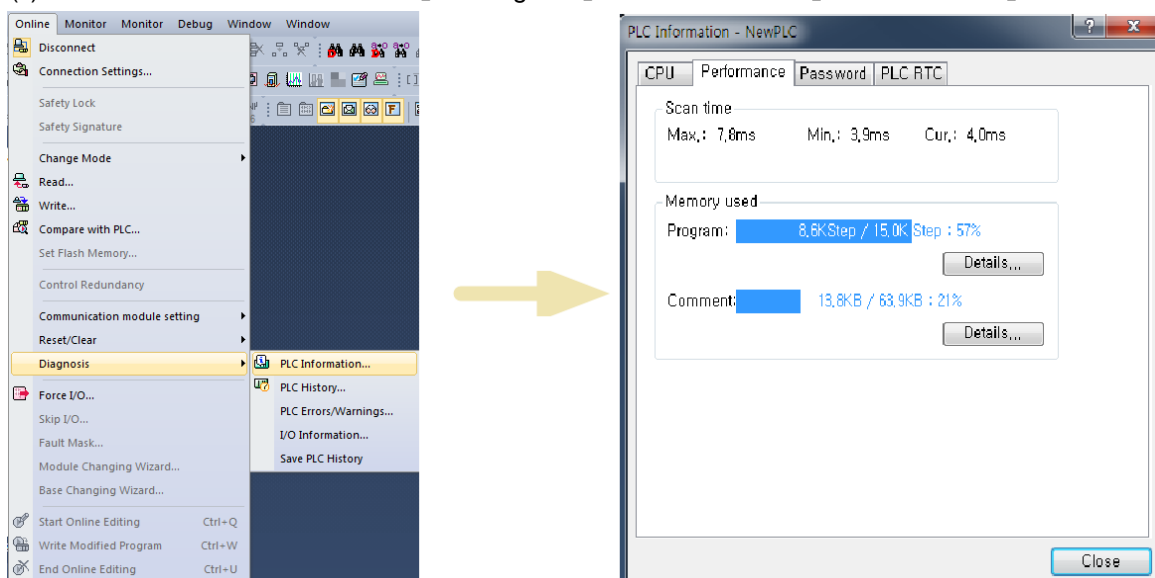 Online Monitor Monitor Debug Window Window
Disconnect
Connection Settings...
Safety Lock
Safety Signature
Change Mode
Read...
Write...
Compare with PLC...
Set Flash Memory...
Control Redundancy
Communication module setting
Reset/Clear
Diagnosis
PLC Information...
PLC History...
PLC Errors/Warnings...
I/O Information...
Save PLC History
Force I/O...
Skip I/O...
Fault Mask...
Module Changing Wizard...
Base Changing Wizard...
Start Online Editing Ctrl+Q
Write Modified Program Ctrl+W
End Online Editing Ctrl+U
PLC Information - NewPLC
CPU Performance Password PLC RTC
Scan time
Max.: 7.8ms Min.: 3.9ms Cur.: 4.0ms
Memory used
Program: 8.6KStep / 15.0K Step : 57%
Details...
Comment: 13.8KB / 63.9KB : 21%
Details...
Close